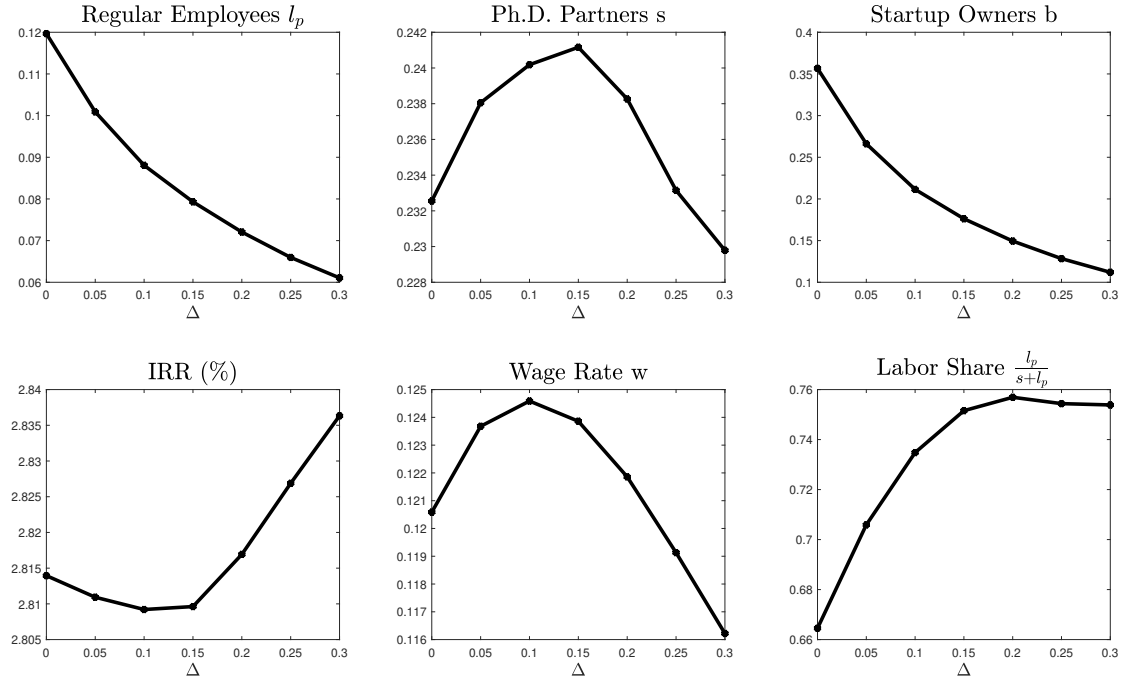 Regular Employees l_p
0.12
0.11
0.1
0.09
0.08
0.07
0.06
0 0.05 0.1 0.15 0.2 0.25 0.3
Δ
Ph.D. Partners s
0.242
0.24
0.238
0.236
0.234
0.232
0.23
0.228
0 0.05 0.1 0.15 0.2 0.25 0.3
Δ
Startup Owners b
0.4
0.35
0.3
0.25
0.2
0.15
0.1
0 0.05 0.1 0.15 0.2 0.25 0.3
Δ
IRR (%)
2.84
2.835
2.83
2.825
2.82
2.815
2.81
2.805
0 0.05 0.1 0.15 0.2 0.25 0.3
Δ
Wage Rate w
0.125
0.124
0.123
0.122
0.121
0.12
0.119
0.118
0.117
0.116
0 0.05 0.1 0.15 0.2 0.25 0.3
Δ
Labor Share l_p/s+l_p
0.76
0.74
0.72
0.7
0.68
0.66
0 0.05 0.1 0.15 0.2 0.25 0.3
Δ